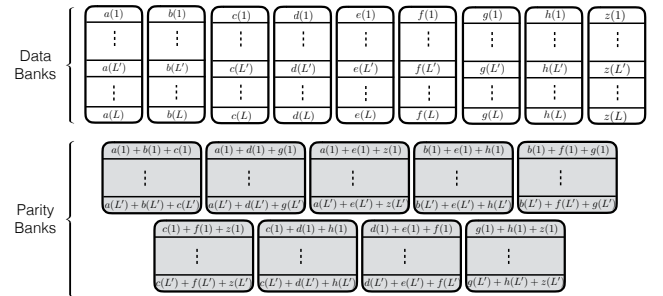 a(1) b(1) c(1) d(1) e(1) f(1) g(1) h(1) z(1)
Data
Banks
a(L′) b(L′) c(L′) d(L′) e(L′) f(L′) g(L′) h(L′) z(L′)
a(L) b(L) c(L) d(L) e(L) f(L) g(L) h(L) z(L)
a(1) + b(1) + c(1) a(1) + d(1) + g(1) a(1) + e(1) + z(1) b(1) + e(1) + h(1) b(1) + f(1) + g(1)
a(L′) + b(L′) + c(L′) a(L′) + d(L′) + g(L′) a(L′) + e(L′) + z(L′) b(L′) + e(L′) + h(L′) b(L′) + f(L′) + g(L′)
Parity
Banks
c(1) + f(1) + z(1) c(1) + d(1) + h(1) d(1) + e(1) + f(1) g(1) + h(1) + z(1)
c(L′) + f(L′) + z(L′) c(L′) + d(L′) + h(L′) d(L′) + e(L′) + f(L′ g(L′) + h(L′) + z(L′)